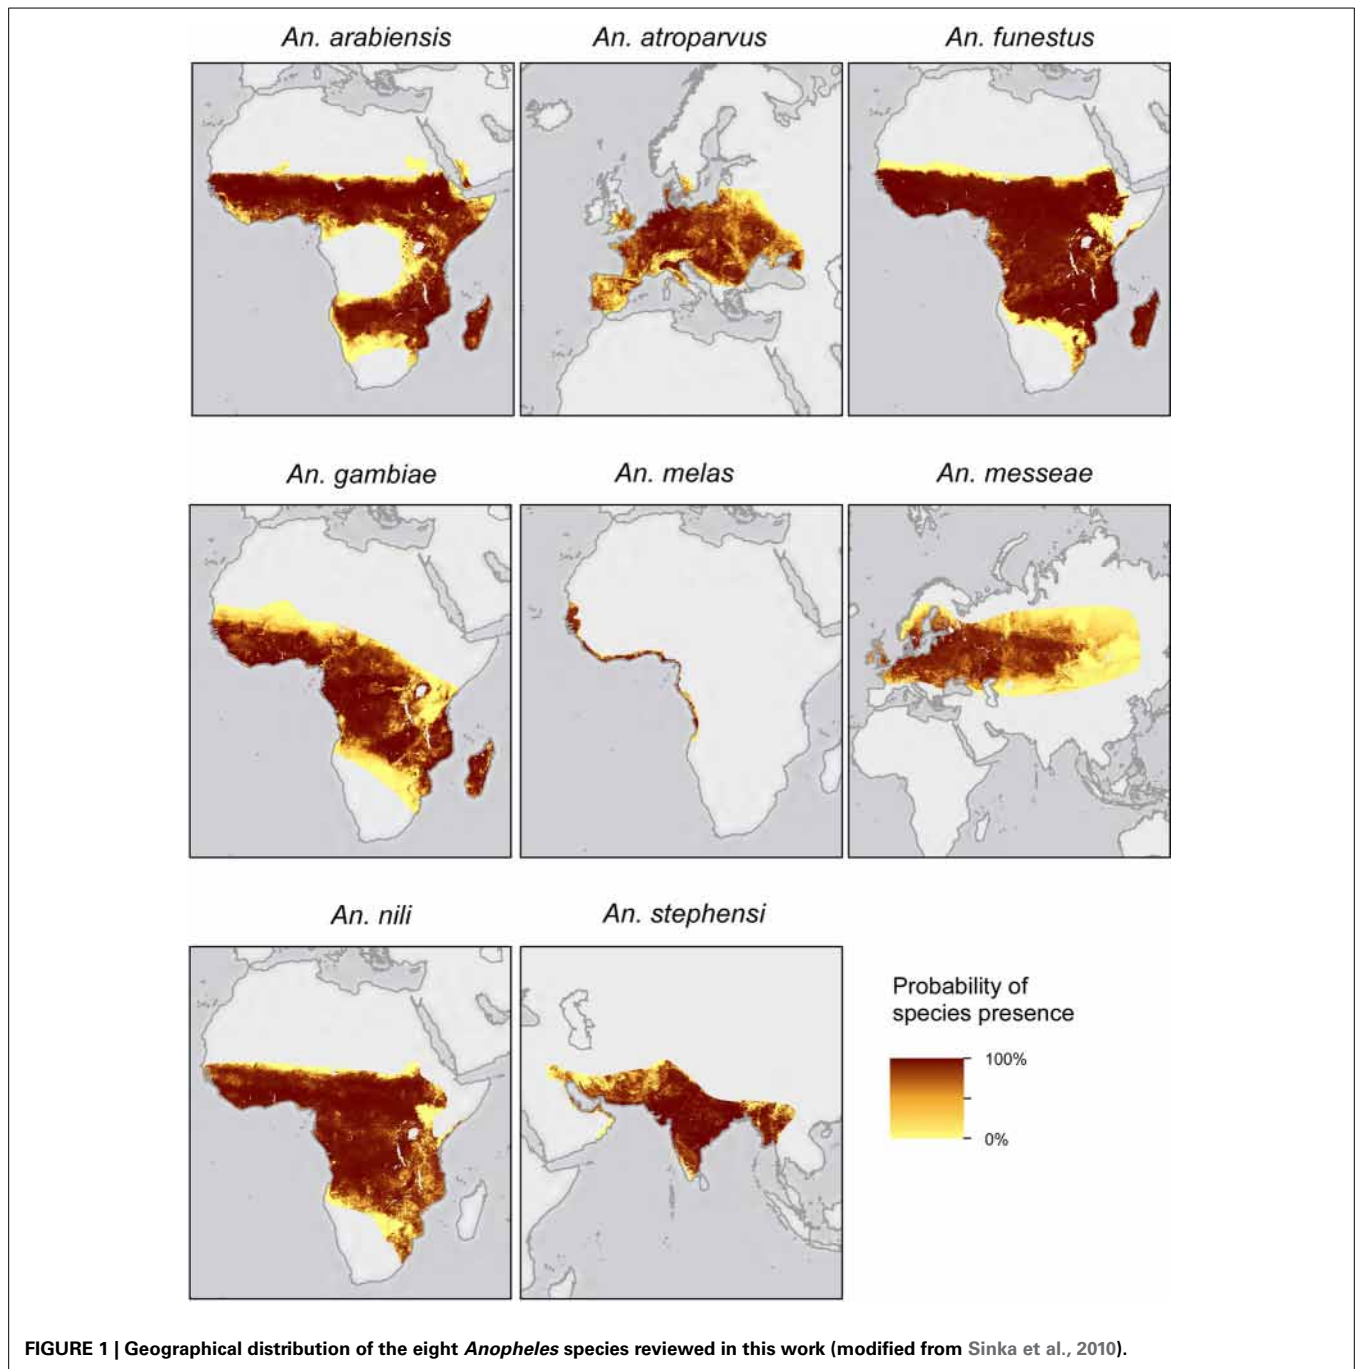 An. arabiensis
An. atroparvus
An. funestus
An. gambiae
An. melas
An. messeae
An. nili
An. stephensi
Probability of
species presence
100%
0%
FIGURE 1 | Geographical distribution of the eight Anopheles species reviewed in this work (modified from Sinka et al., 2010).